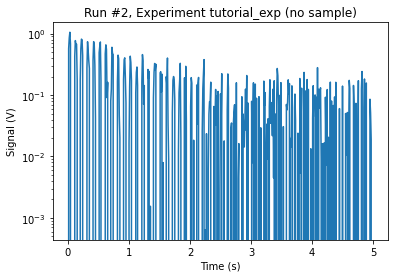 Run #2, Experiment tutorial_exp (no sample)
Signal (V)
10⁰
10⁻¹
10⁻²
10⁻³
0 1 2 3 4 5
Time (s)